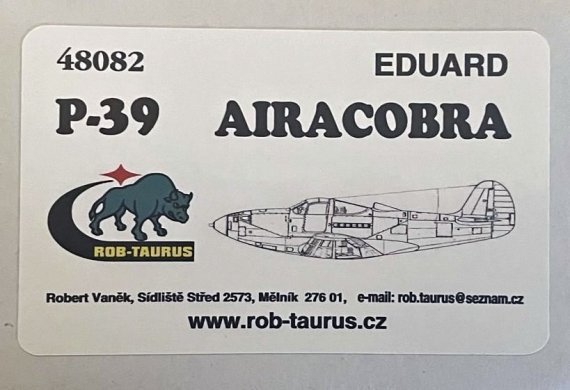 48082 EDUARD
P-39 AIRACOBRA
ROB-TAURUS
Robert Vaněk, Sídliště Střed 2573, Mělník 276 01, e-mail: rob.taurus@seznam.cz
www.rob-taurus.cz